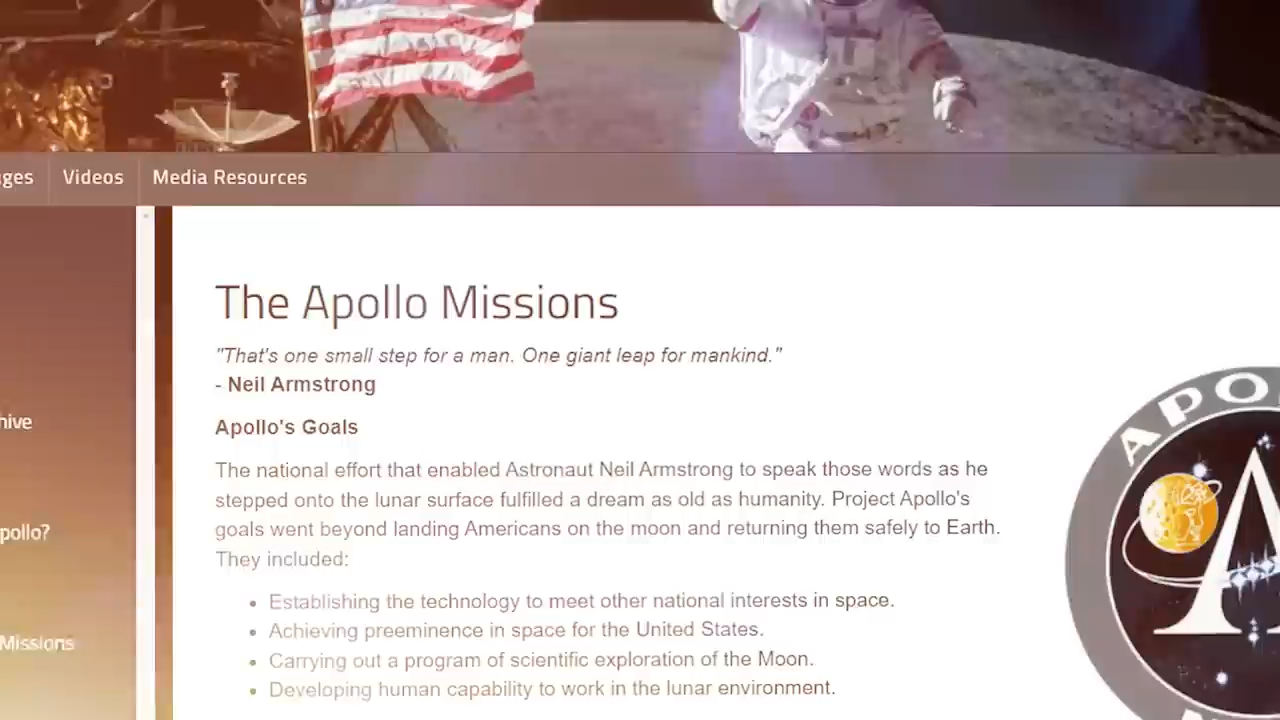 Videos
Media Resources
The Apollo Missions
"That's one small step for a man. One giant leap for mankind."
- Neil Armstrong
Apollo's Goals
The national effort that enabled Astronaut Neil Armstrong to speak those words as he
stepped onto the lunar surface fulfilled a dream as old as humanity. Project Apollo's
goals went beyond landing Americans on the moon and returning them safely to Earth.
They included:
• Establishing the technology to meet other national interests in space.
• Achieving preeminence in space for the United States.
• Carrying out a program of scientific exploration of the Moon.
• Developing human capability to work in the lunar environment.
Missions
APO
A